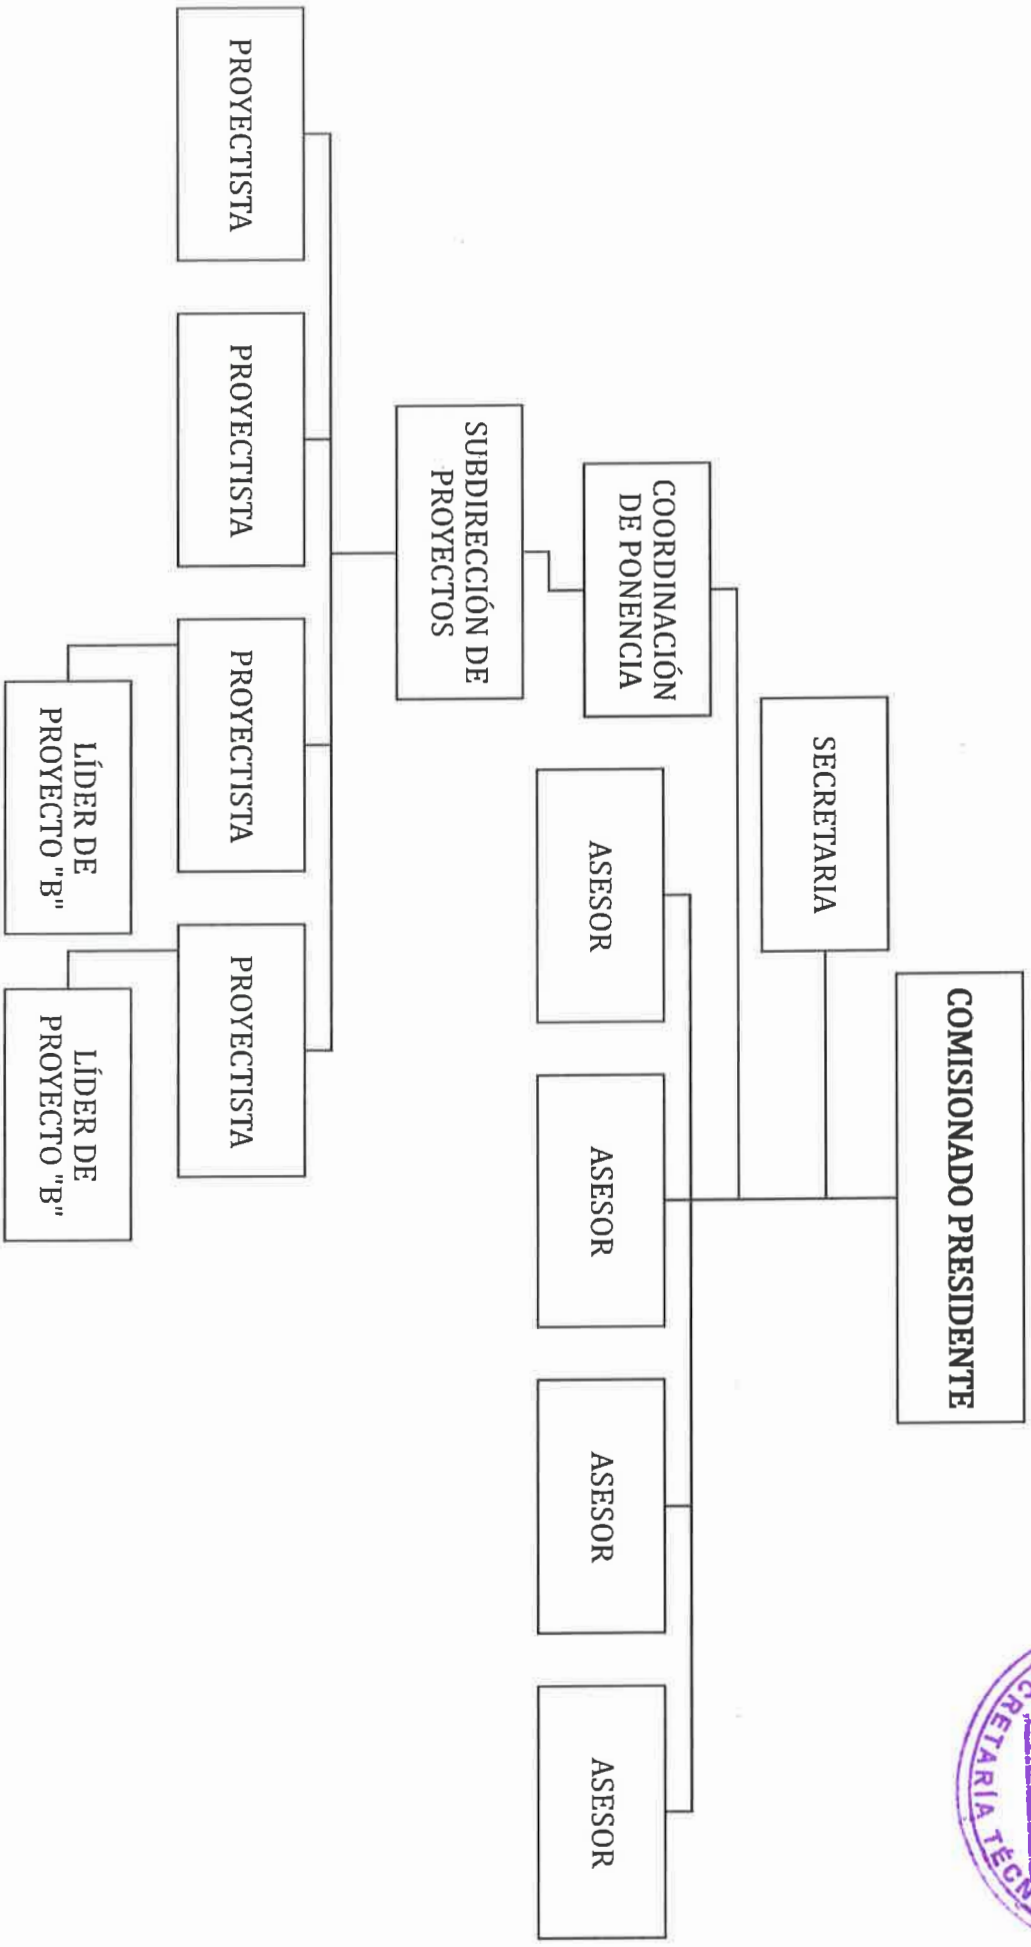 COMISIONADO PRESIDENTE
SECRETARIA
COORDINACIÓN
DE PONENCIA
ASESOR
ASESOR
ASESOR
ASESOR
SUBDIRECCIÓN DE
PROYECTOS
PROYECTISTA
PROYECTISTA
PROYECTISTA
PROYECTISTA
LÍDER DE
PROYECTO "B"
LÍDER DE
PROYECTO "B"
CRETARÍA TÉCN